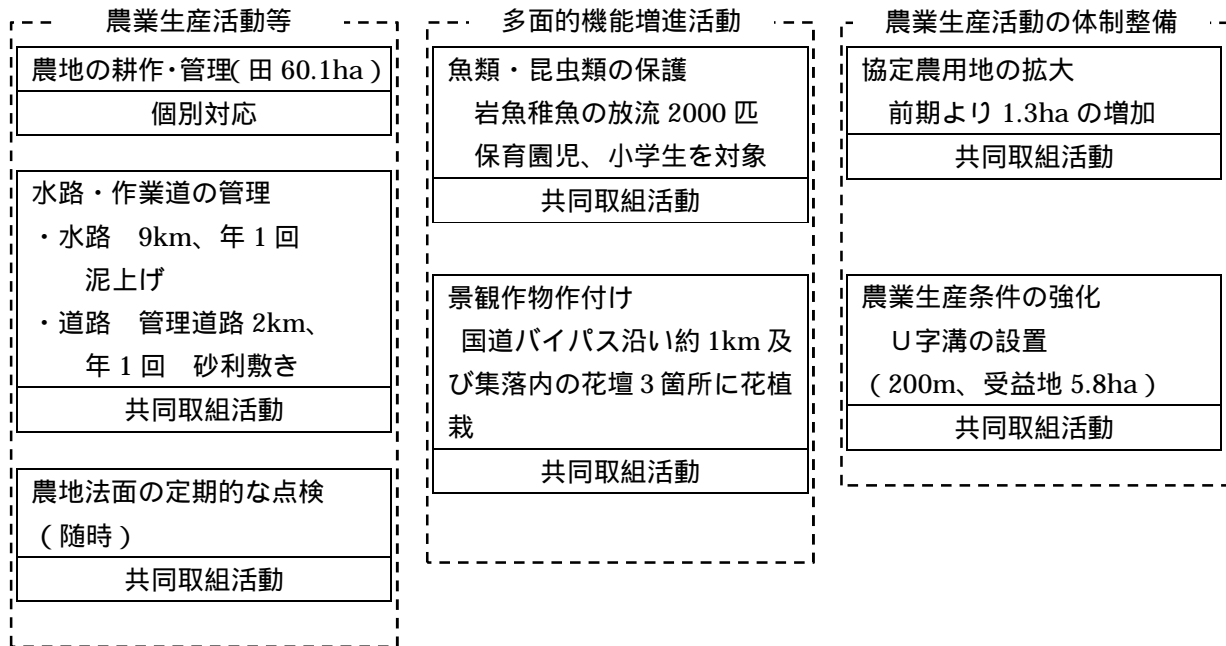 農業生産活動等
農地の耕作・管理(田 60.1ha)
個別対応
水路・作業道の管理
・水路 9km、年 1 回
泥上げ
・道路 管理道路 2km、
年 1 回 砂利敷き
共同取組活動
農地法面の定期的な点検
(随時)
共同取組活動
多面的機能増進活動
魚類・昆虫類の保護
岩魚稚魚の放流 2000 匹
保育園児、小学生を対象
共同取組活動
景観作物作付け
国道バイパス沿い約 1km 及
び集落内の花壇 3 箇所に花植
栽
共同取組活動
農業生産活動の体制整備
協定農用地の拡大
前期より 1.3ha の増加
共同取組活動
農業生産条件の強化
U字溝の設置
(200m、受益地 5.8ha)
共同取組活動